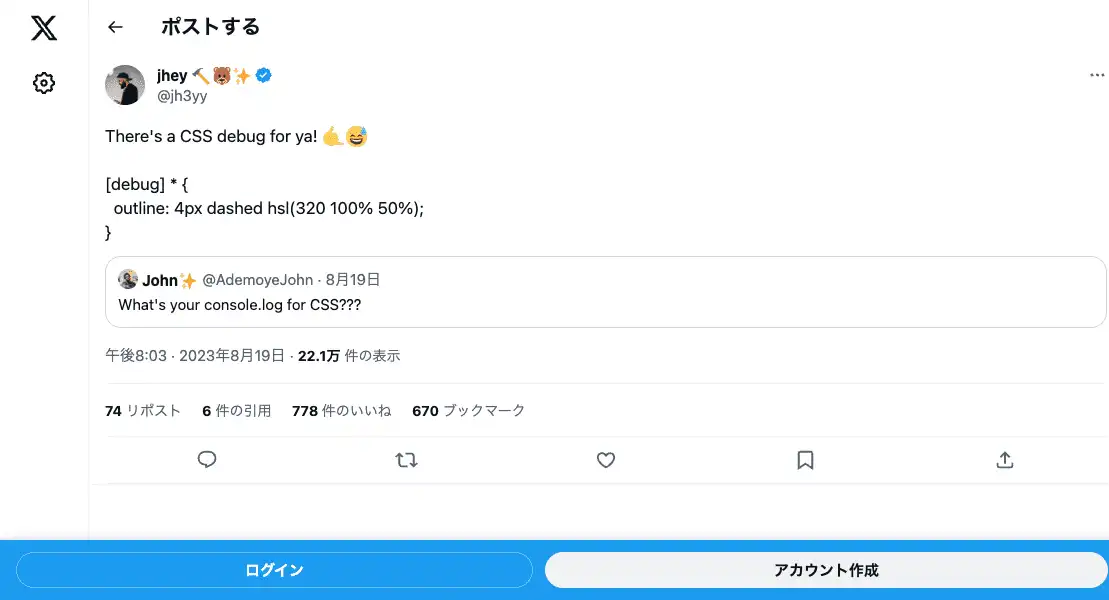 ポストする
jhey 🔨🐻✨
@jh3yy
There's a CSS debug for ya! 🤙😅
[debug] * {
  outline: 4px dashed hsl(320 100% 50%);
}
John✨ @AdemoyeJohn · 8月19日
What's your console.log for CSS???
午後8:03 · 2023年8月19日 · 22.1万 件の表示
74 リポスト 6 件の引用 778 件のいいね 670 ブックマーク
ログイン アカウント作成